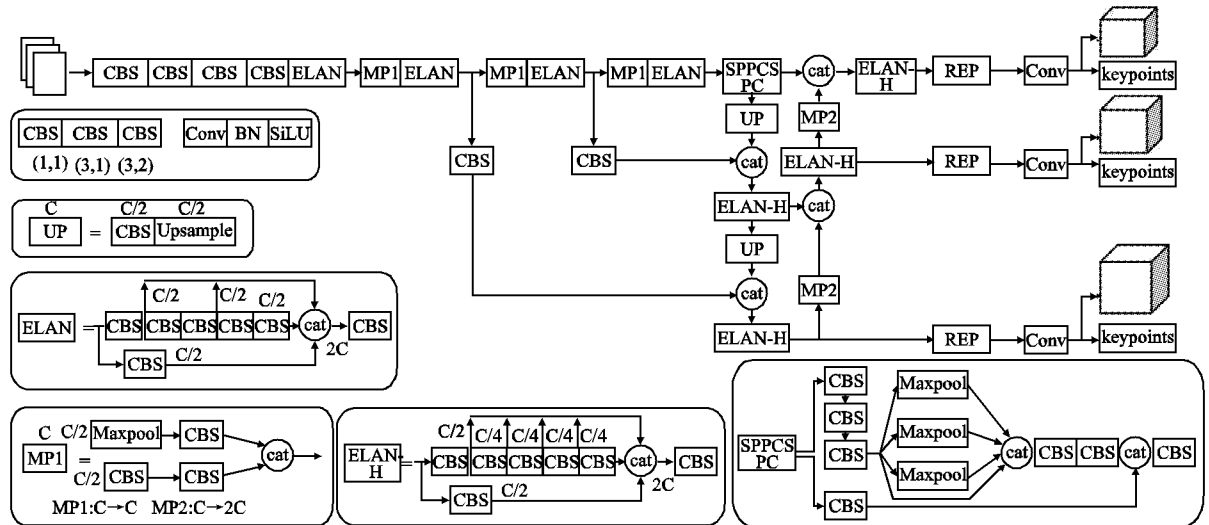 CBS CBS CBS CBS ELAN MP1 ELAN MP1 ELAN MP1 ELAN SPPCS PC cat ELAN-H REP Conv keypoints
CBS CBS CBS Conv BN SiLU
(1,1) (3,1) (3,2)
CBS CBS UP MP2
cat ELAN-H REP Conv keypoints
C C/2 C/2
UP = CBS Upsample
ELAN-H cat
UP
cat MP2
ELAN-H REP Conv keypoints
C/2 C/2 C/2
ELAN = CBS CBS CBS CBS CBS cat CBS
CBS C/2 2C
C C/2 Maxpool CBS
MP1 = cat
C/2 CBS CBS
MP1:C→C MP2:C→2C
C/2 C/4 C/4 C/4 C/4
ELAN-H = CBS CBS CBS CBS CBS cat CBS
CBS C/2 2C
CBS Maxpool
CBS Maxpool
SPPCS PC CBS Maxpool cat CBS CBS cat CBS
CBS